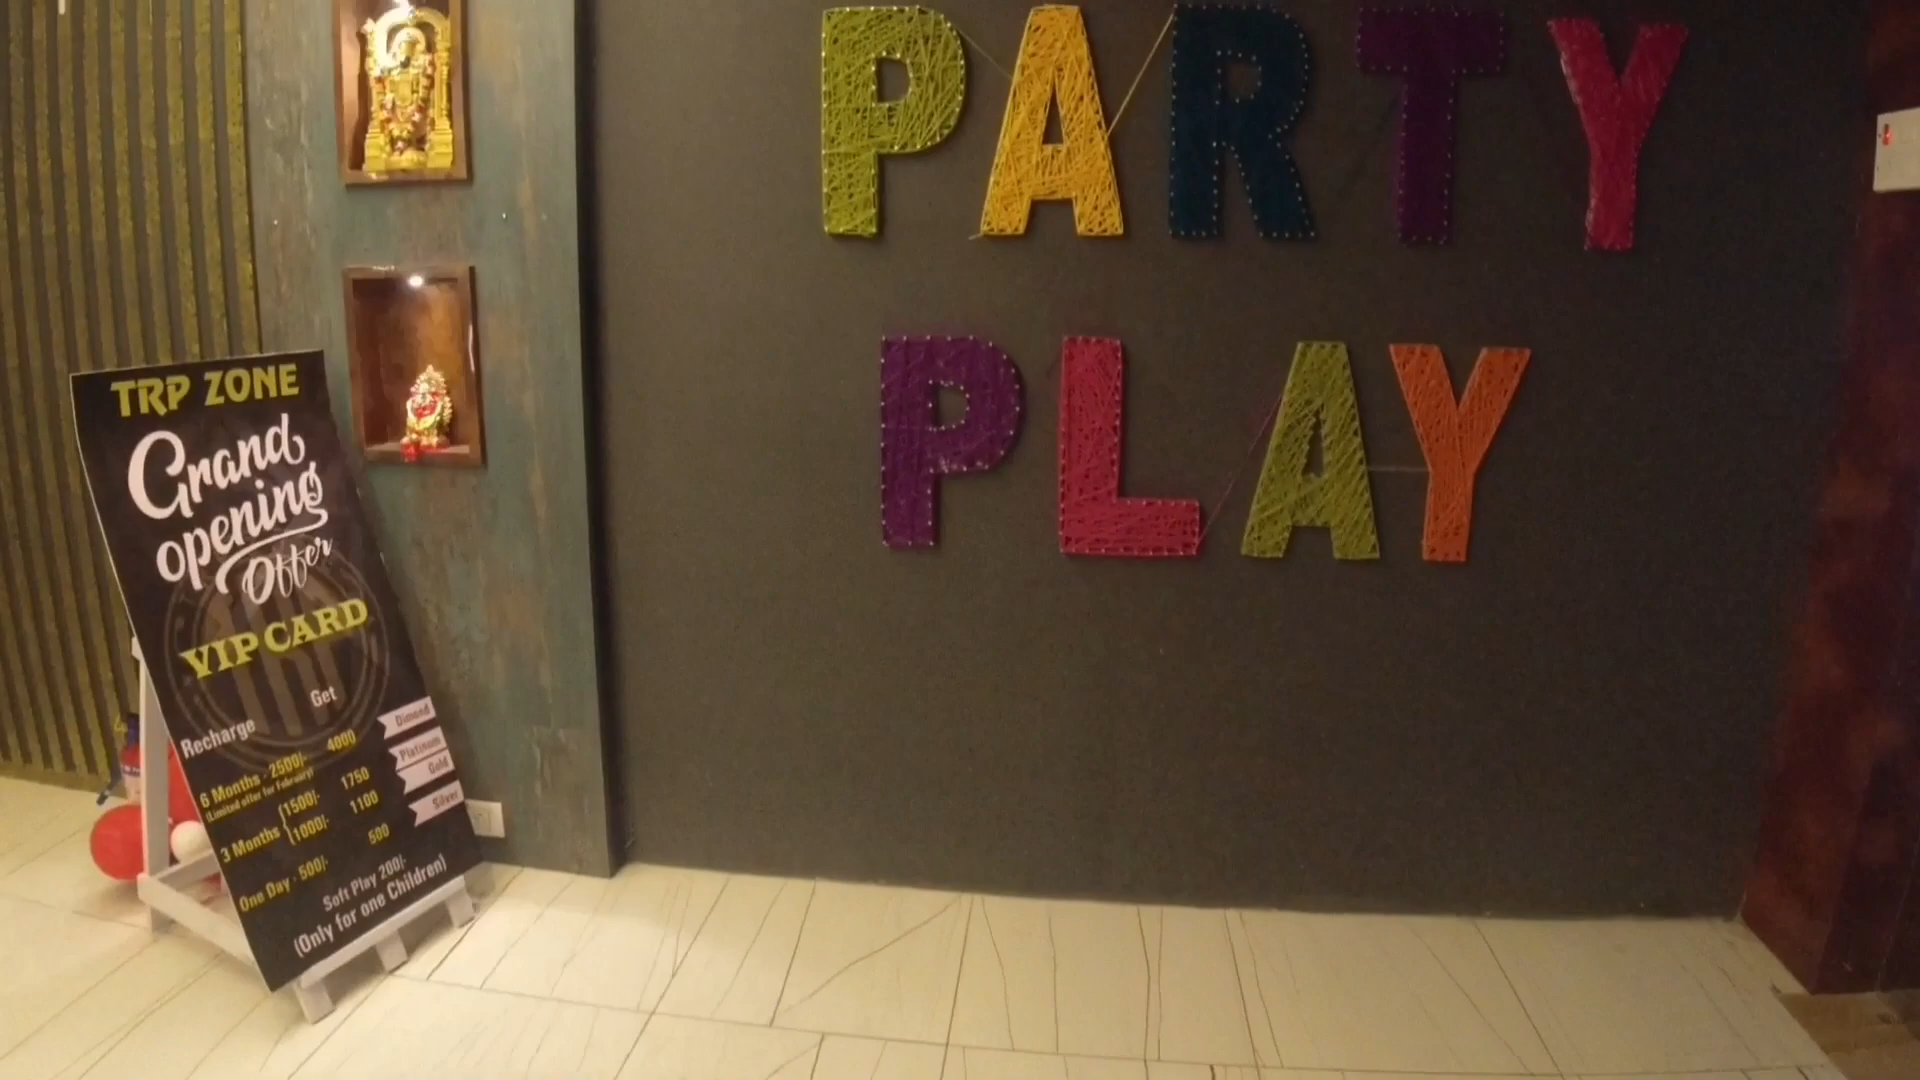 PARTY
PLAY
TRP ZONE
Grand
opening
Offer
VIP CARD
Recharge Get
6 Months - 2500/- 4000 Dimond
(Limited offer for February)
3 Months {1500/- 1750 Platinum
{1000/- 1100 Gold
One Day - 500/- 500 Silver
Soft Play 200/-
(Only for one Children)